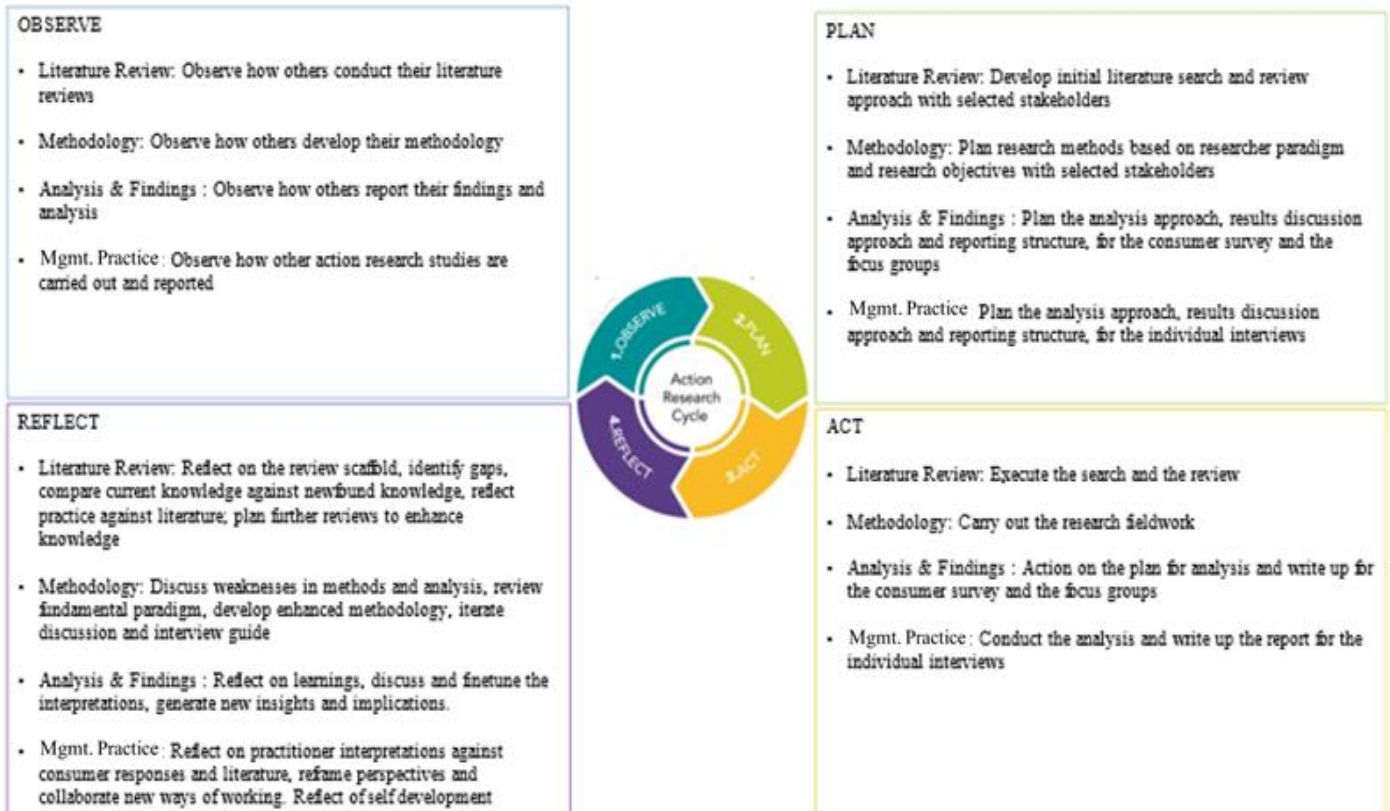 OBSERVE
• Literature Review: Observe how others conduct their literature
reviews
• Methodology: Observe how others develop their methodology
• Analysis & Findings : Observe how others report their findings and
analysis
• Mgmt. Practice: Observe how other action research studies are
carried out and reported
PLAN
• Literature Review: Develop initial literature search and review
approach with selected stakeholders
• Methodology: Plan research methods based on researcher paradigm
and research objectives with selected stakeholders
• Analysis & Findings : Plan the analysis approach, results discussion
approach and reporting structure, for the consumer survey and the
focus groups
• Mgmt. Practice Plan the analysis approach, results discussion
approach and reporting structure, for the individual interviews
1.OBSERVE
2.PLAN
3.ACT
4.REFLECT
Action
Research
Cycle
REFLECT
• Literature Review: Reflect on the review scaffold, identify gaps,
compare current knowledge against newfound knowledge, reflect
practice against literature; plan further reviews to enhance
knowledge
• Methodology: Discuss weaknesses in methods and analysis, review
fundamental paradigm, develop enhanced methodology, iterate
discussion and interview guide
• Analysis & Findings : Reflect on learnings, discuss and finetune the
interpretations, generate new insights and implications.
• Mgmt. Practice: Reflect on practitioner interpretations against
consumer responses and literature, reframe perspectives and
collaborate new ways of working. Reflect of self development
ACT
• Literature Review: Execute the search and the review
• Methodology: Carry out the research fieldwork
• Analysis & Findings : Action on the plan for analysis and write up for
the consumer survey and the focus groups
• Mgmt. Practice: Conduct the analysis and write up the report for the
individual interviews